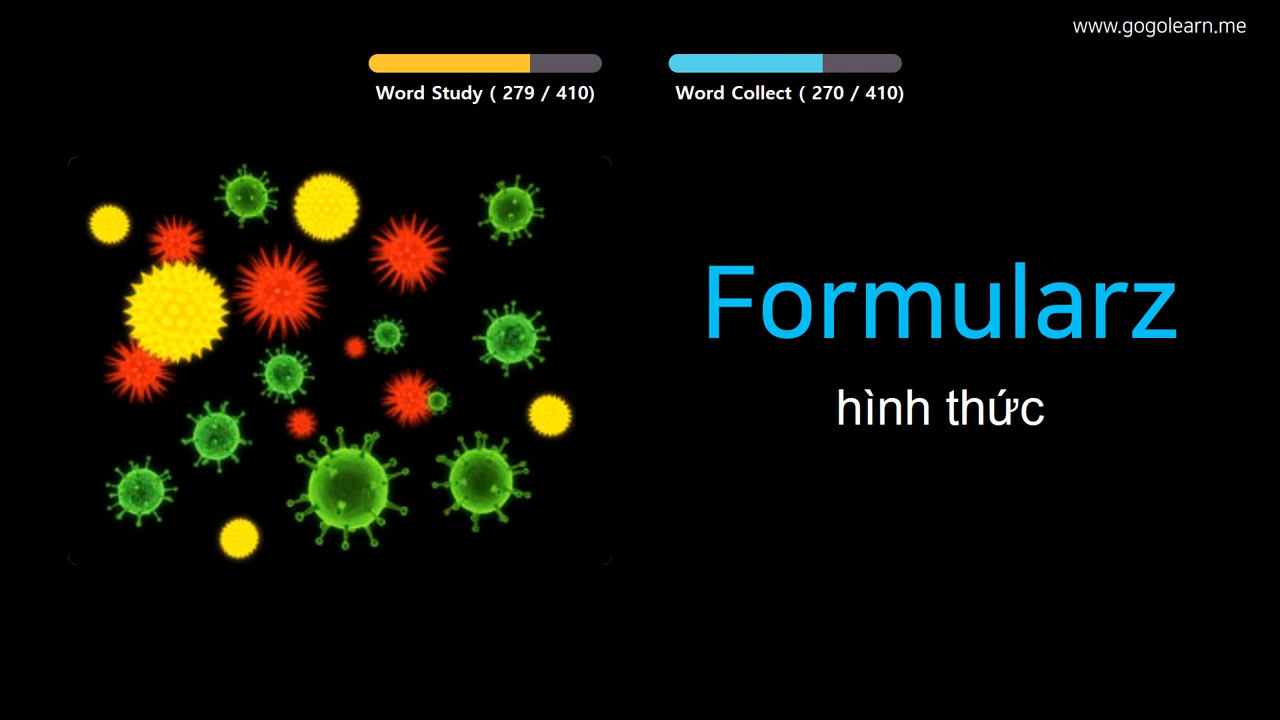 www.gogolearn.me
Word Study ( 279 / 410)
Word Collect ( 270 / 410)
Formularz
hình thức